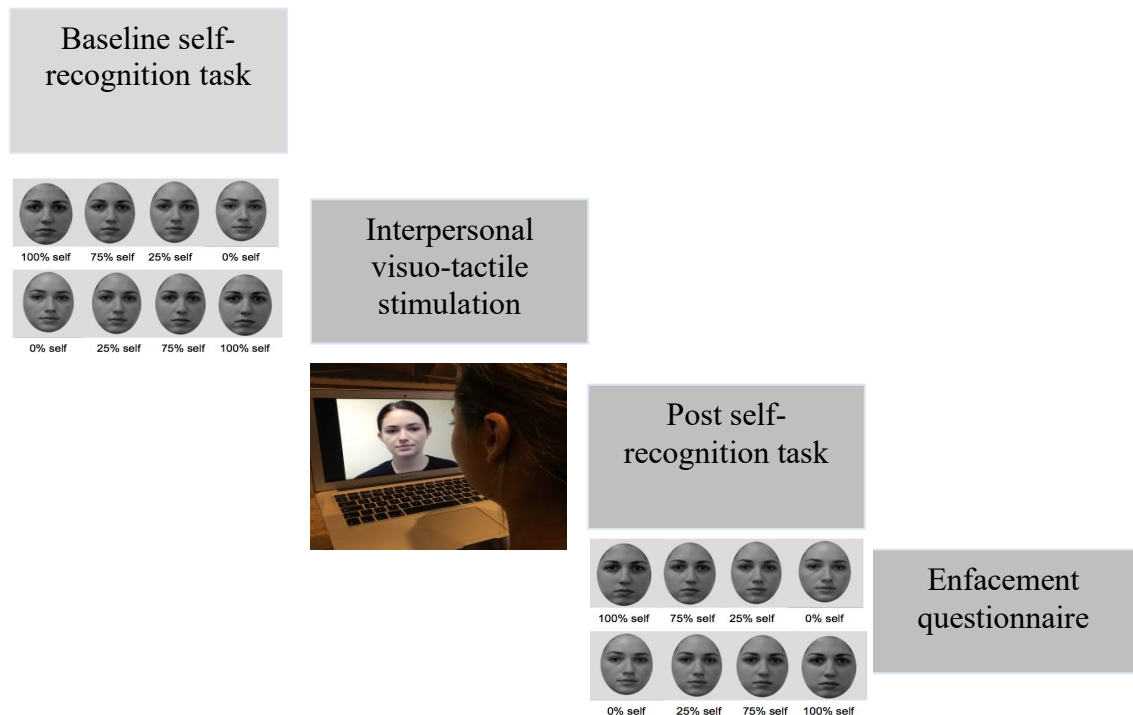 Baseline self-
recognition task
100% self 75% self 25% self 0% self
0% self 25% self 75% self 100% self
Interpersonal
visuo-tactile
stimulation
Post self-
recognition task
100% self 75% self 25% self 0% self
0% self 25% self 75% self 100% self
Enfacement
questionnaire